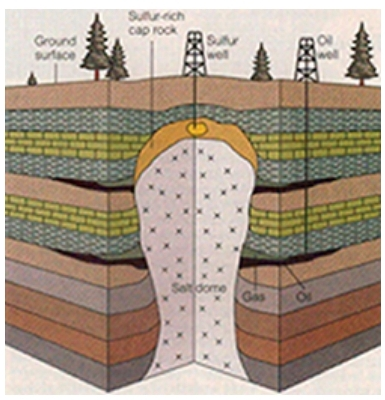 Sulfur-rich
cap rock
Ground
surface
Sulfur
well
Oil
well
Salt dome
Gas
Oil